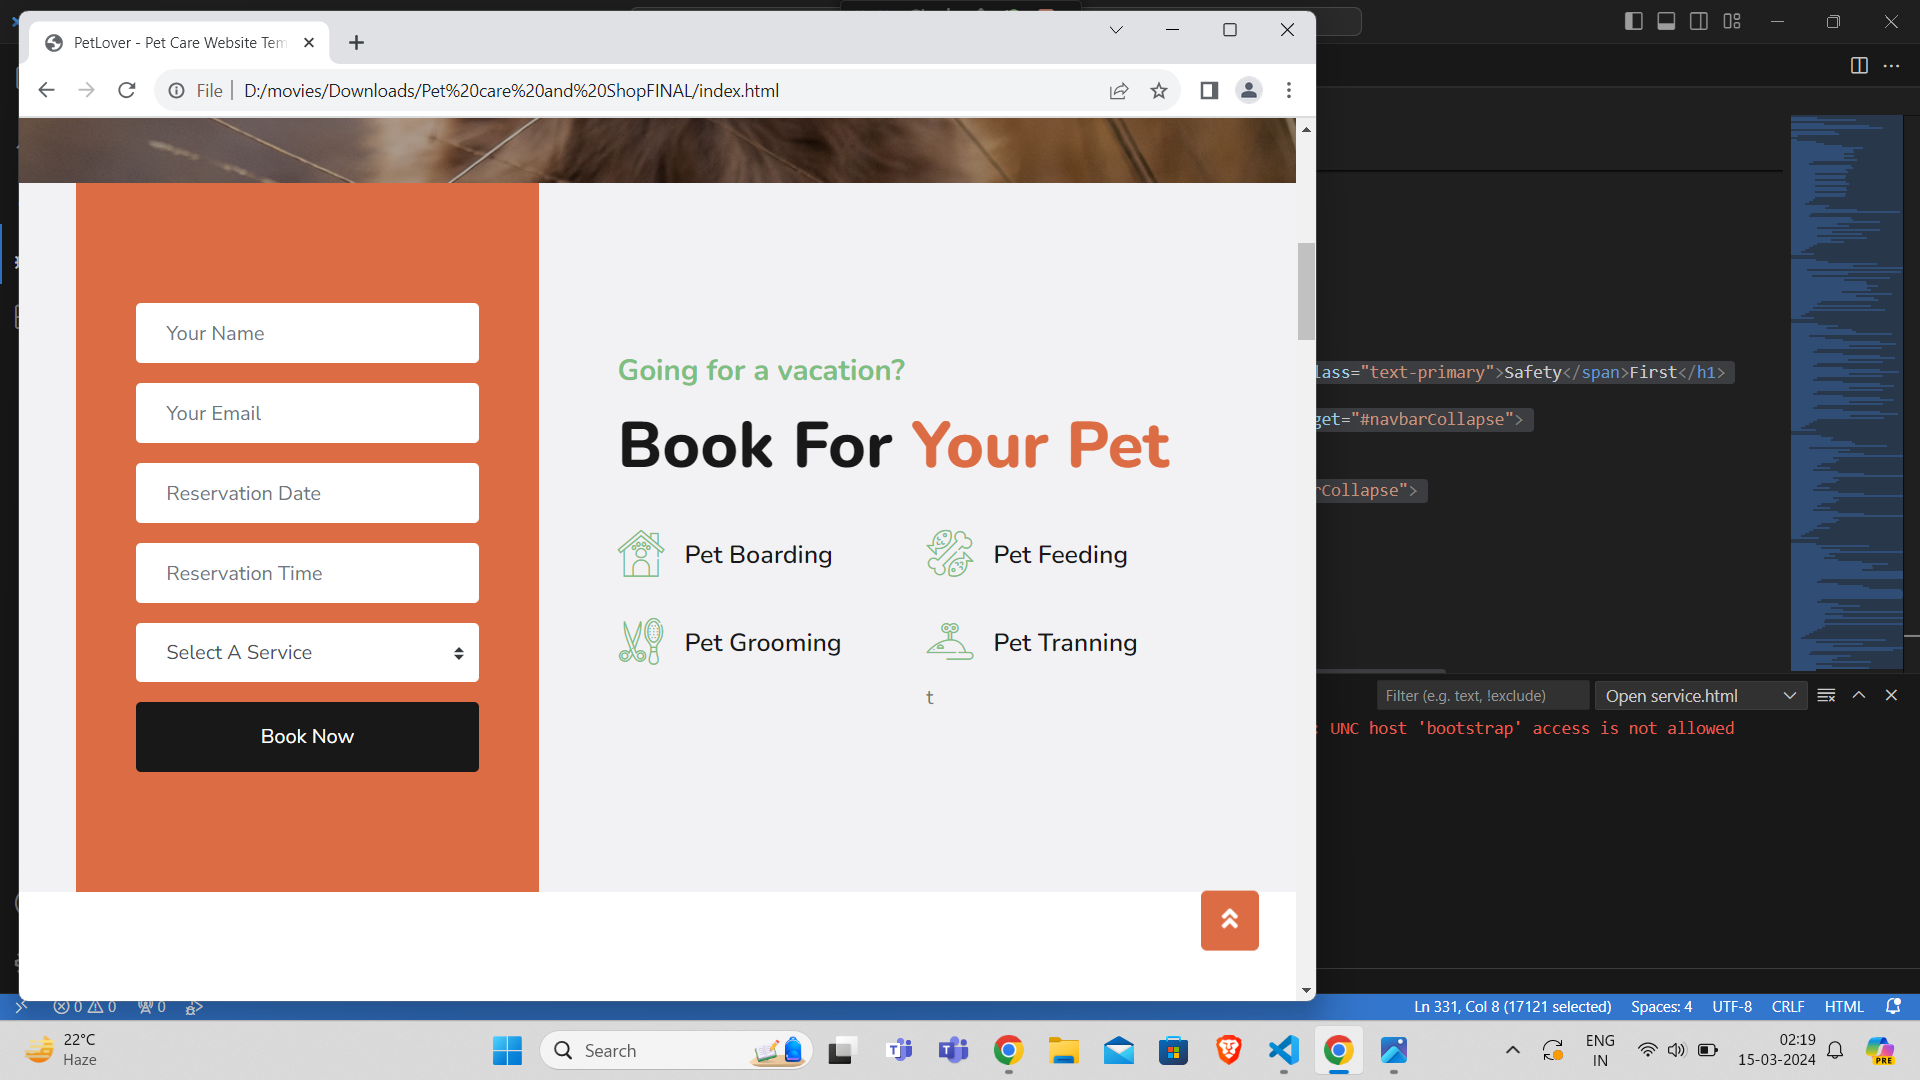 PetLover - Pet Care Website Tem
File
D:/movies/Downloads/Pet%20care%20and%20ShopFINAL/index.html
Your Name
Your Email
Reservation Date
Reservation Time
Select A Service
Book Now
Going for a vacation?
Book For Your Pet
Pet Boarding
Pet Feeding
Pet Grooming
Pet Tranning
t
lass="text-primary">Safety</span>First</h1>
get="#navbarCollapse">
rCollapse">
Filter (e.g. text, !exclude)
Open service.html
UNC host 'bootstrap' access is not allowed
0 0 0
Ln 331, Col 8 (17121 selected)
Spaces: 4
UTF-8
CRLF
HTML
22°C
Haze
Search
ENG
IN
02:19
15-03-2024
PRE